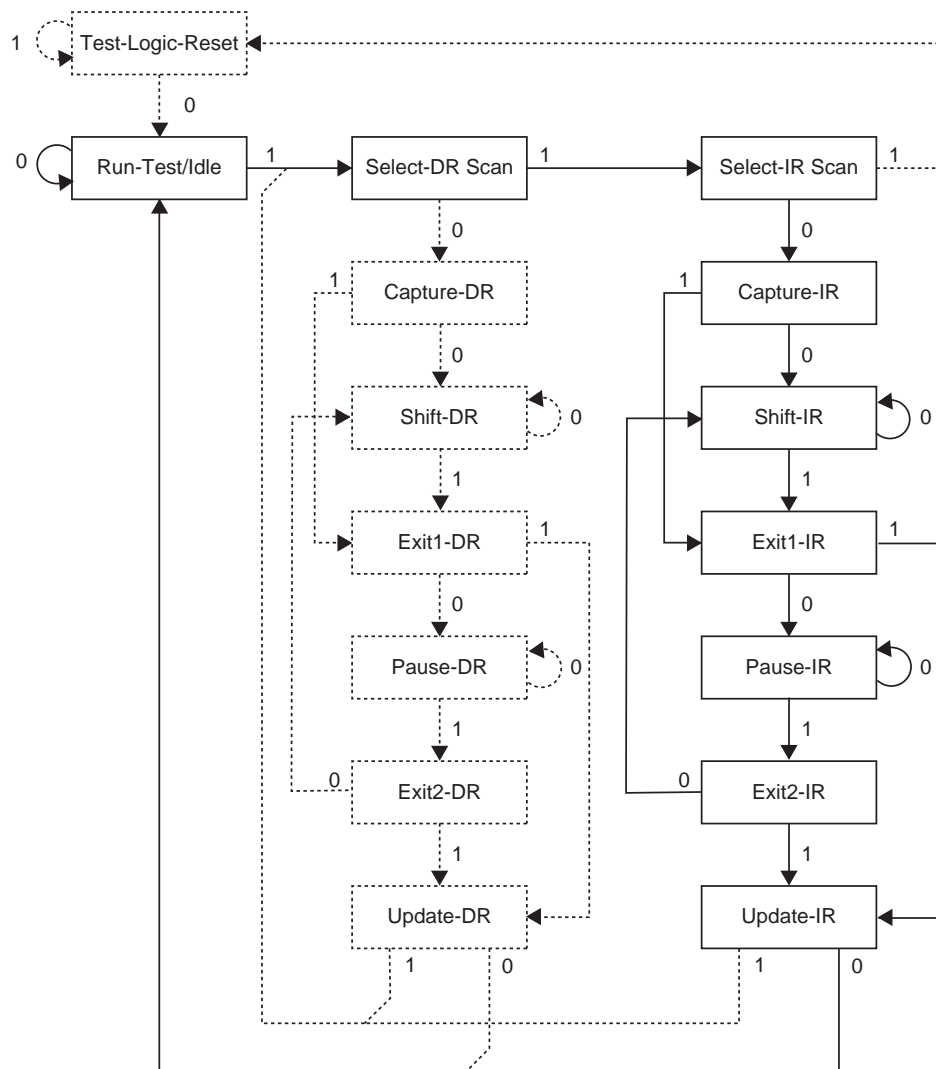 1 Test-Logic-Reset
0
0 Run-Test/Idle 1 Select-DR Scan 1 Select-IR Scan 1
0 0
1 Capture-DR 1 Capture-IR
0 0
Shift-DR 0 Shift-IR 0
1 1
Exit1-DR 1 Exit1-IR 1
0 0
Pause-DR 0 Pause-IR 0
1 1
0 Exit2-DR 0 Exit2-IR
1 1
Update-DR Update-IR
1 0 1 0